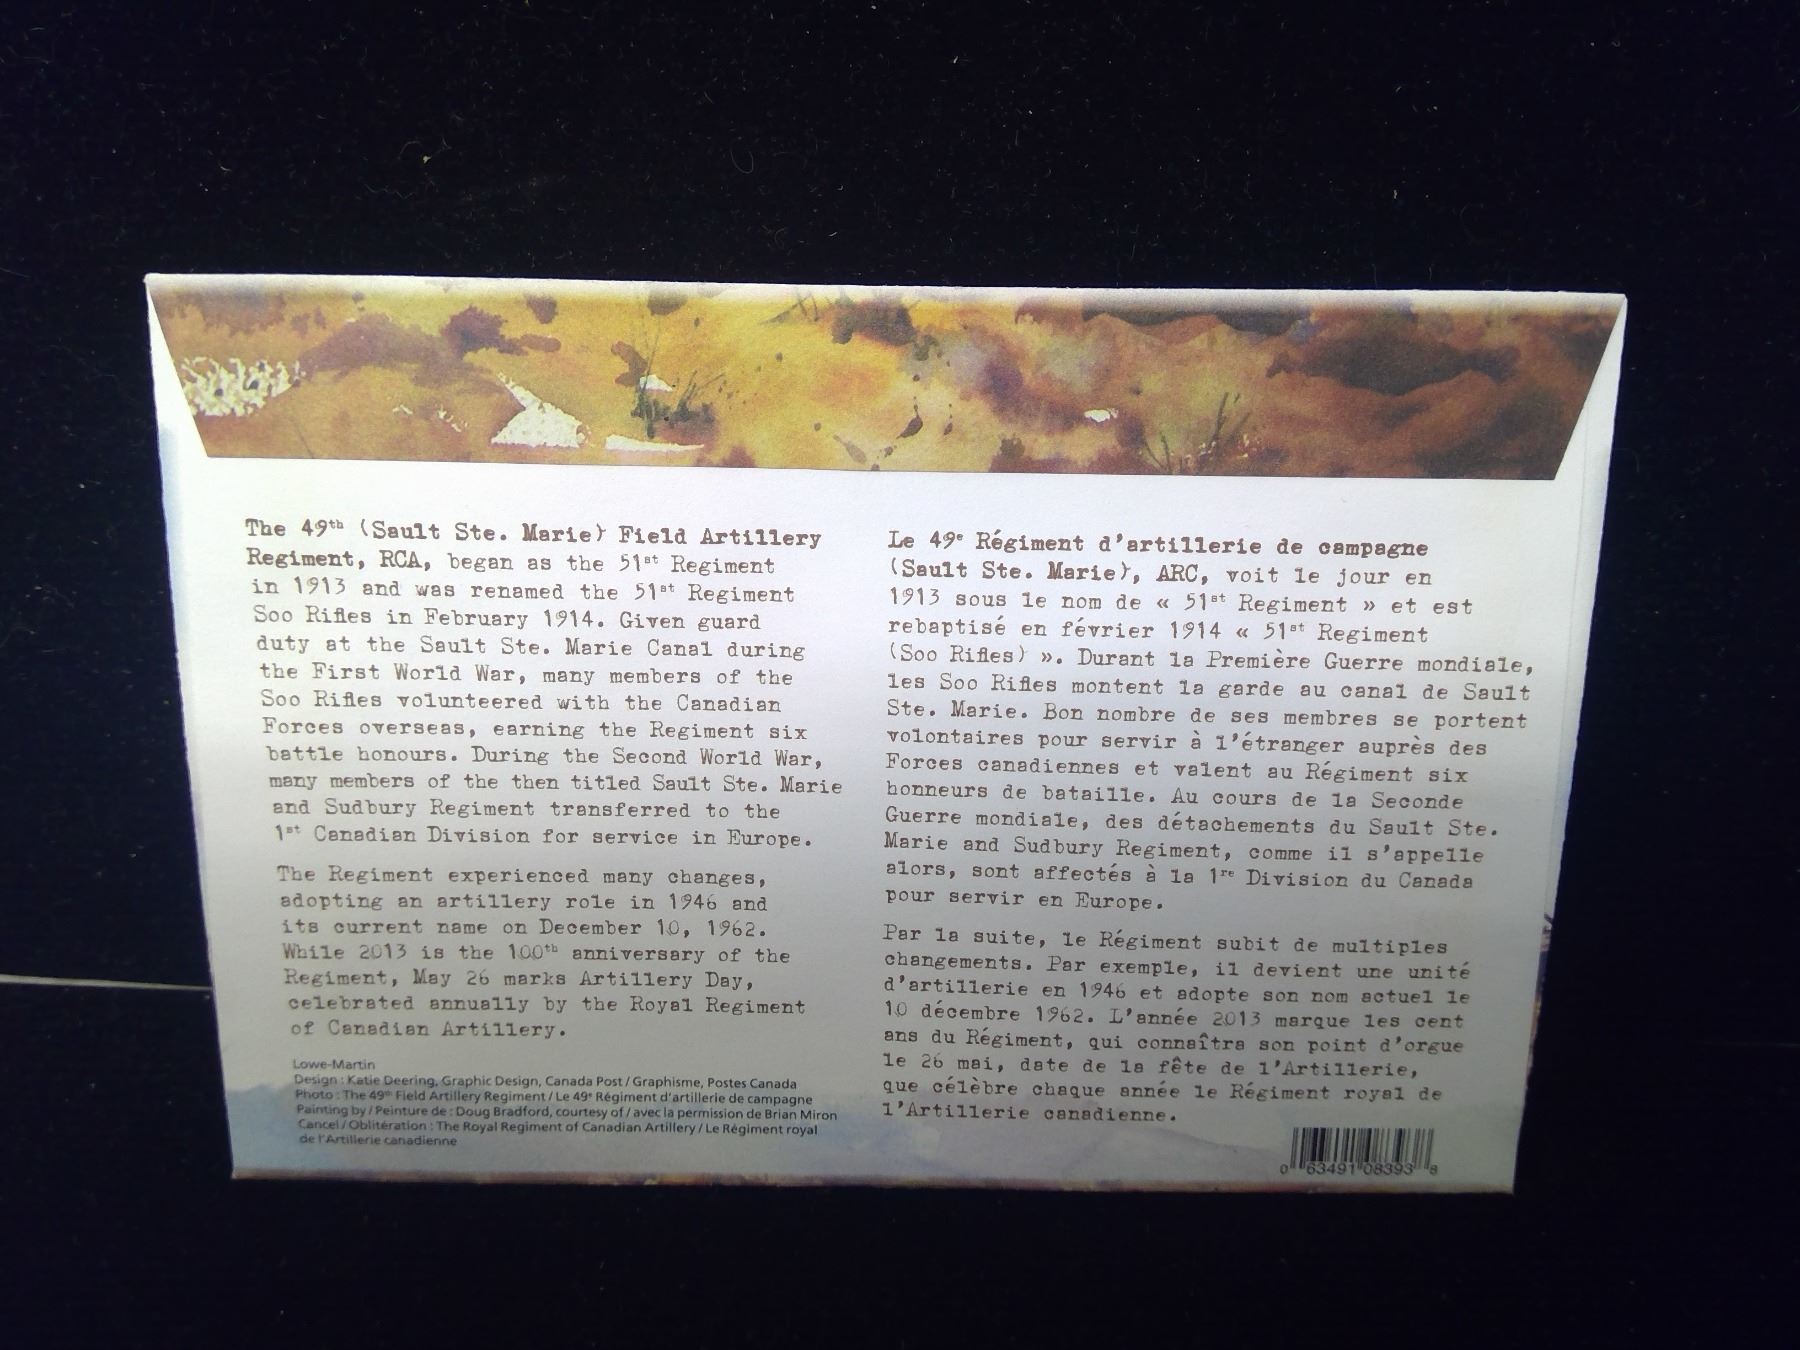 The 49th (Sault Ste. Marie) Field Artillery
Regiment, RCA, began as the 51st Regiment
in 1913 and was renamed the 51st Regiment
Soo Rifles in February 1914. Given guard
duty at the Sault Ste. Marie Canal during
the First World War, many members of the
Soo Rifles volunteered with the Canadian
Forces overseas, earning the Regiment six
battle honours. During the Second World War,
many members of the then titled Sault Ste. Marie
and Sudbury Regiment transferred to the
1st Canadian Division for service in Europe.
The Regiment experienced many changes,
adopting an artillery role in 1946 and
its current name on December 10, 1962.
While 2013 is the 100th anniversary of the
Regiment, May 26 marks Artillery Day,
celebrated annually by the Royal Regiment
of Canadian Artillery.
Lowe-Martin
Design : Katie Deering, Graphic Design, Canada Post / Graphisme, Postes Canada
Photo : The 49th Field Artillery Regiment / Le 49e Régiment d'artillerie de campagne
Painting by / Peinture de : Doug Bradford, courtesy of / avec la permission de Brian Miron
Cancel / Oblitération : The Royal Regiment of Canadian Artillery / Le Régiment royal
de l'Artillerie canadienne
Le 49e Régiment d'artillerie de campagne
(Sault Ste. Marie), ARC, voit le jour en
1913 sous le nom de « 51st Regiment » et est
rebaptisé en février 1914 « 51st Regiment
(Soo Rifles) ». Durant la Première Guerre mondiale,
les Soo Rifles montent la garde au canal de Sault
Ste. Marie. Bon nombre de ses membres se portent
volontaires pour servir à l'étranger auprès des
Forces canadiennes et valent au Régiment six
honneurs de bataille. Au cours de la Seconde
Guerre mondiale, des détachements du Sault Ste.
Marie and Sudbury Regiment, comme il s'appelle
alors, sont affectés à la 1re Division du Canada
pour servir en Europe.
Par la suite, le Régiment subit de multiples
changements. Par exemple, il devient une unité
d'artillerie en 1946 et adopte son nom actuel le
10 décembre 1962. L'année 2013 marque les cent
ans du Régiment, qui connaîtra son point d'orgue
le 26 mai, date de la fête de l'Artillerie,
que célèbre chaque année le Régiment royal de
l'Artillerie canadienne.
0 63491 08393 8